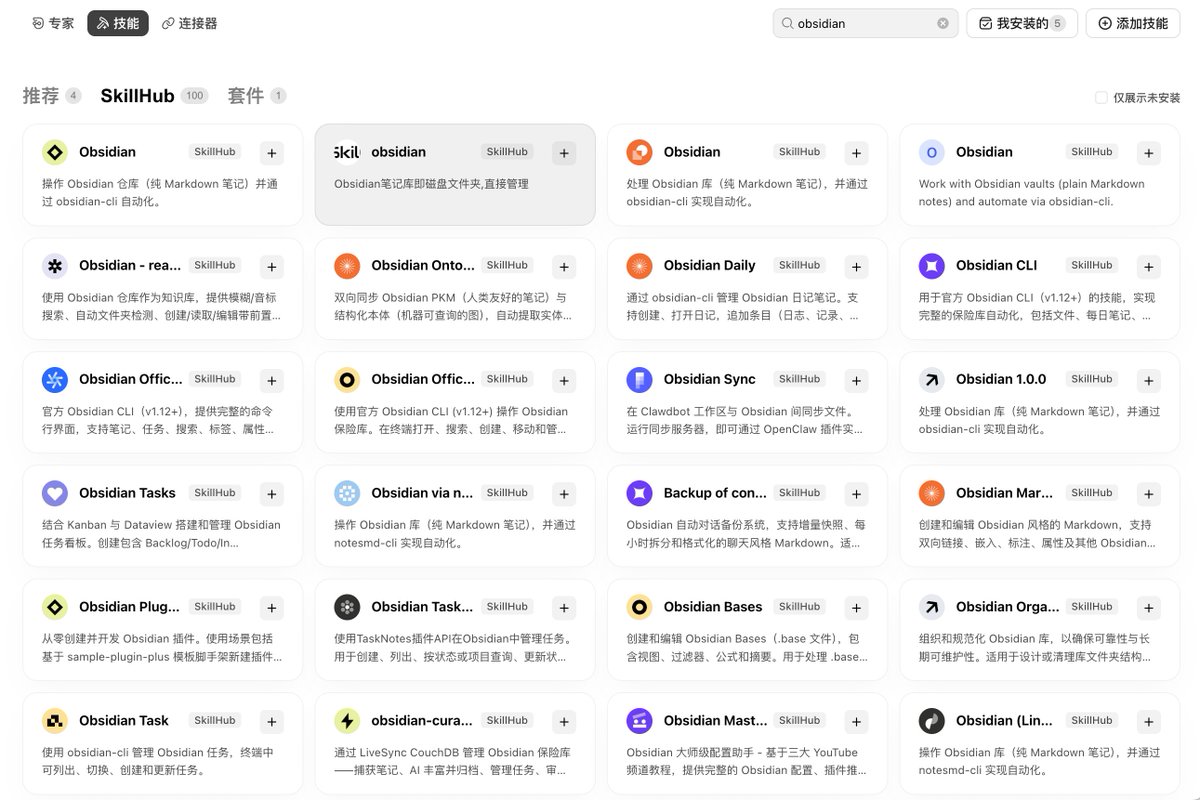 专家
技能
连接器
obsidian
我安装的 5
添加技能
推荐 4
SkillHub 100
套件 1
仅展示未安装
Obsidian SkillHub +
操作 Obsidian 仓库（纯 Markdown 笔记）并通
过 obsidian-cli 自动化。
Skill obsidian SkillHub +
Obsidian笔记库即磁盘文件夹,直接管理
Obsidian SkillHub +
处理 Obsidian 库（纯 Markdown 笔记），并通过
obsidian-cli 实现自动化。
O Obsidian SkillHub +
Work with Obsidian vaults (plain Markdown
notes) and automate via obsidian-cli.
Obsidian - rea... SkillHub +
使用 Obsidian 仓库作为知识库，提供模糊/音标
搜索、自动文件夹检测、创建/读取/编辑带前置...
Obsidian Onto... SkillHub +
双向同步 Obsidian PKM（人类友好的笔记）与
结构化本体（机器可查询的图），自动提取实体...
Obsidian Daily SkillHub +
通过 obsidian-cli 管理 Obsidian 日记笔记。支
持创建、打开日记，追加条目（日志、记录、...
Obsidian CLI SkillHub +
用于官方 Obsidian CLI（v1.12+）的技能，实现
完整的保险库自动化，包括文件、每日笔记、...
Obsidian Offic... SkillHub +
官方 Obsidian CLI（v1.12+），提供完整的命令
行界面，支持笔记、任务、搜索、标签、属性...
Obsidian Offic... SkillHub +
使用官方 Obsidian CLI (v1.12+) 操作 Obsidian
保险库。在终端打开、搜索、创建、移动和管...
Obsidian Sync SkillHub +
在 Clawdbot 工作区与 Obsidian 间同步文件。
运行同步服务器，即可通过 OpenClaw 插件实...
Obsidian 1.0.0 SkillHub +
处理 Obsidian 库（纯 Markdown 笔记），并通过
obsidian-cli 实现自动化。
Obsidian Tasks SkillHub +
结合 Kanban 与 Dataview 搭建和管理 Obsidian
任务看板。创建包含 Backlog/Todo/In...
Obsidian via n... SkillHub +
操作 Obsidian 库（纯 Markdown 笔记），并通过
notesmd-cli 实现自动化。
Backup of con... SkillHub +
Obsidian 自动对话备份系统，支持增量快照、每
小时拆分和格式化的聊天风格 Markdown。适...
Obsidian Mar... SkillHub +
创建和编辑 Obsidian 风格的 Markdown，支持
双向链接、嵌入、标注、属性及其他 Obsidian...
Obsidian Plug... SkillHub +
从零创建并开发 Obsidian 插件。使用场景包括
基于 sample-plugin-plus 模板脚手架新建插件...
Obsidian Task... SkillHub +
使用TaskNotes插件API在Obsidian中管理任务。
用于创建、列出、按状态或项目查询、更新状...
Obsidian Bases SkillHub +
创建和编辑 Obsidian Bases（.base 文件），包
含视图、过滤器、公式和摘要。用于处理 .base...
Obsidian Orga... SkillHub +
组织和规范化 Obsidian 库，以确保可靠性与长
期可维护性。适用于设计或清理库文件夹结构...
Obsidian Task SkillHub +
使用 obsidian-cli 管理 Obsidian 任务，终端中
可列出、切换、创建和更新任务。
obsidian-cura... SkillHub +
通过 LiveSync CouchDB 管理 Obsidian 保险库
——捕获笔记、AI 丰富并归档、管理任务、审...
Obsidian Mast... SkillHub +
Obsidian 大师级配置助手 - 基于三大 YouTube
频道教程，提供完整的 Obsidian 配置、插件推...
Obsidian (Lin... SkillHub +
操作 Obsidian 库（纯 Markdown 笔记），并通过
notesmd-cli 实现自动化。